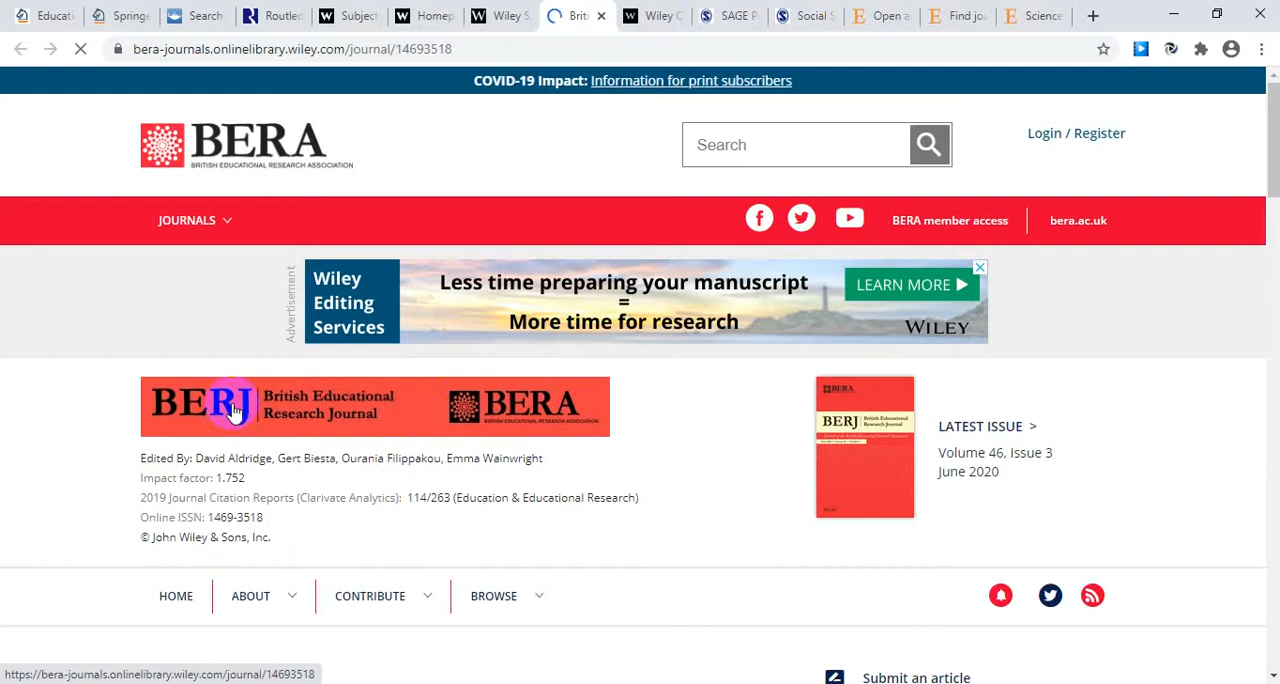 Educati
Springe
Search
Routled
Subject
Homep
Wiley S
Briti
Wiley C
SAGE P
Social S
Open a
Find jou
Science
bera-journals.onlinelibrary.wiley.com/journal/14693518
COVID-19 Impact: Information for print subscribers
BERA
BRITISH EDUCATIONAL RESEARCH ASSOCIATION
Search
Login / Register
JOURNALS
BERA member access
bera.ac.uk
Advertisement
Wiley
Editing
Services
Less time preparing your manuscript
=
More time for research
LEARN MORE
WILEY
BERJ British Educational
Research Journal
BERA
BRITISH EDUCATIONAL RESEARCH ASSOCIATION
BERA
BERJ British Educational
Research Journal
LATEST ISSUE >
Volume 46, Issue 3
June 2020
Edited By: David Aldridge, Gert Biesta, Ourania Filippakou, Emma Wainwright
Impact factor: 1.752
2019 Journal Citation Reports (Clarivate Analytics): 114/263 (Education & Educational Research)
Online ISSN: 1469-3518
© John Wiley & Sons, Inc.
HOME
ABOUT
CONTRIBUTE
BROWSE
Submit an article
https://bera-journals.onlinelibrary.wiley.com/journal/14693518